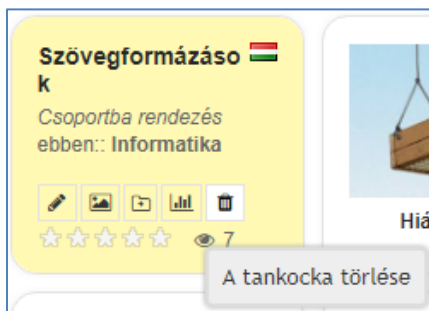 Szövegformázáso
k
Csoportba rendezés
ebben:: Informatika
7
Hiá
A tankocka törlése